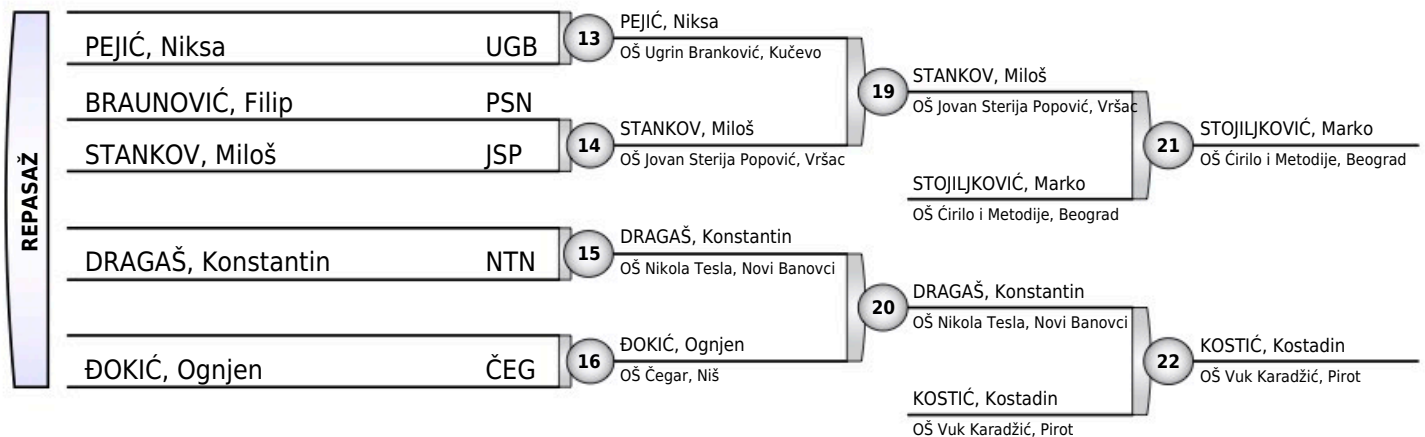 REPASAŽ
PEJIĆ, Niksa UGB
BRAUNOVIĆ, Filip PSN
STANKOV, Miloš JSP
DRAGAŠ, Konstantin NTN
ĐOKIĆ, Ognjen ČEG
13
PEJIĆ, Niksa
OŠ Ugrin Branković, Kučevo
14
STANKOV, Miloš
OŠ Jovan Sterija Popović, Vršac
15
DRAGAŠ, Konstantin
OŠ Nikola Tesla, Novi Banovci
16
ĐOKIĆ, Ognjen
OŠ Čegar, Niš
19
STANKOV, Miloš
OŠ Jovan Sterija Popović, Vršac
STOJILJKOVIĆ, Marko
OŠ Ćirilo i Metodije, Beograd
20
DRAGAŠ, Konstantin
OŠ Nikola Tesla, Novi Banovci
KOSTIĆ, Kostadin
OŠ Vuk Karadžić, Pirot
21
STOJILJKOVIĆ, Marko
OŠ Ćirilo i Metodije, Beograd
22
KOSTIĆ, Kostadin
OŠ Vuk Karadžić, Pirot